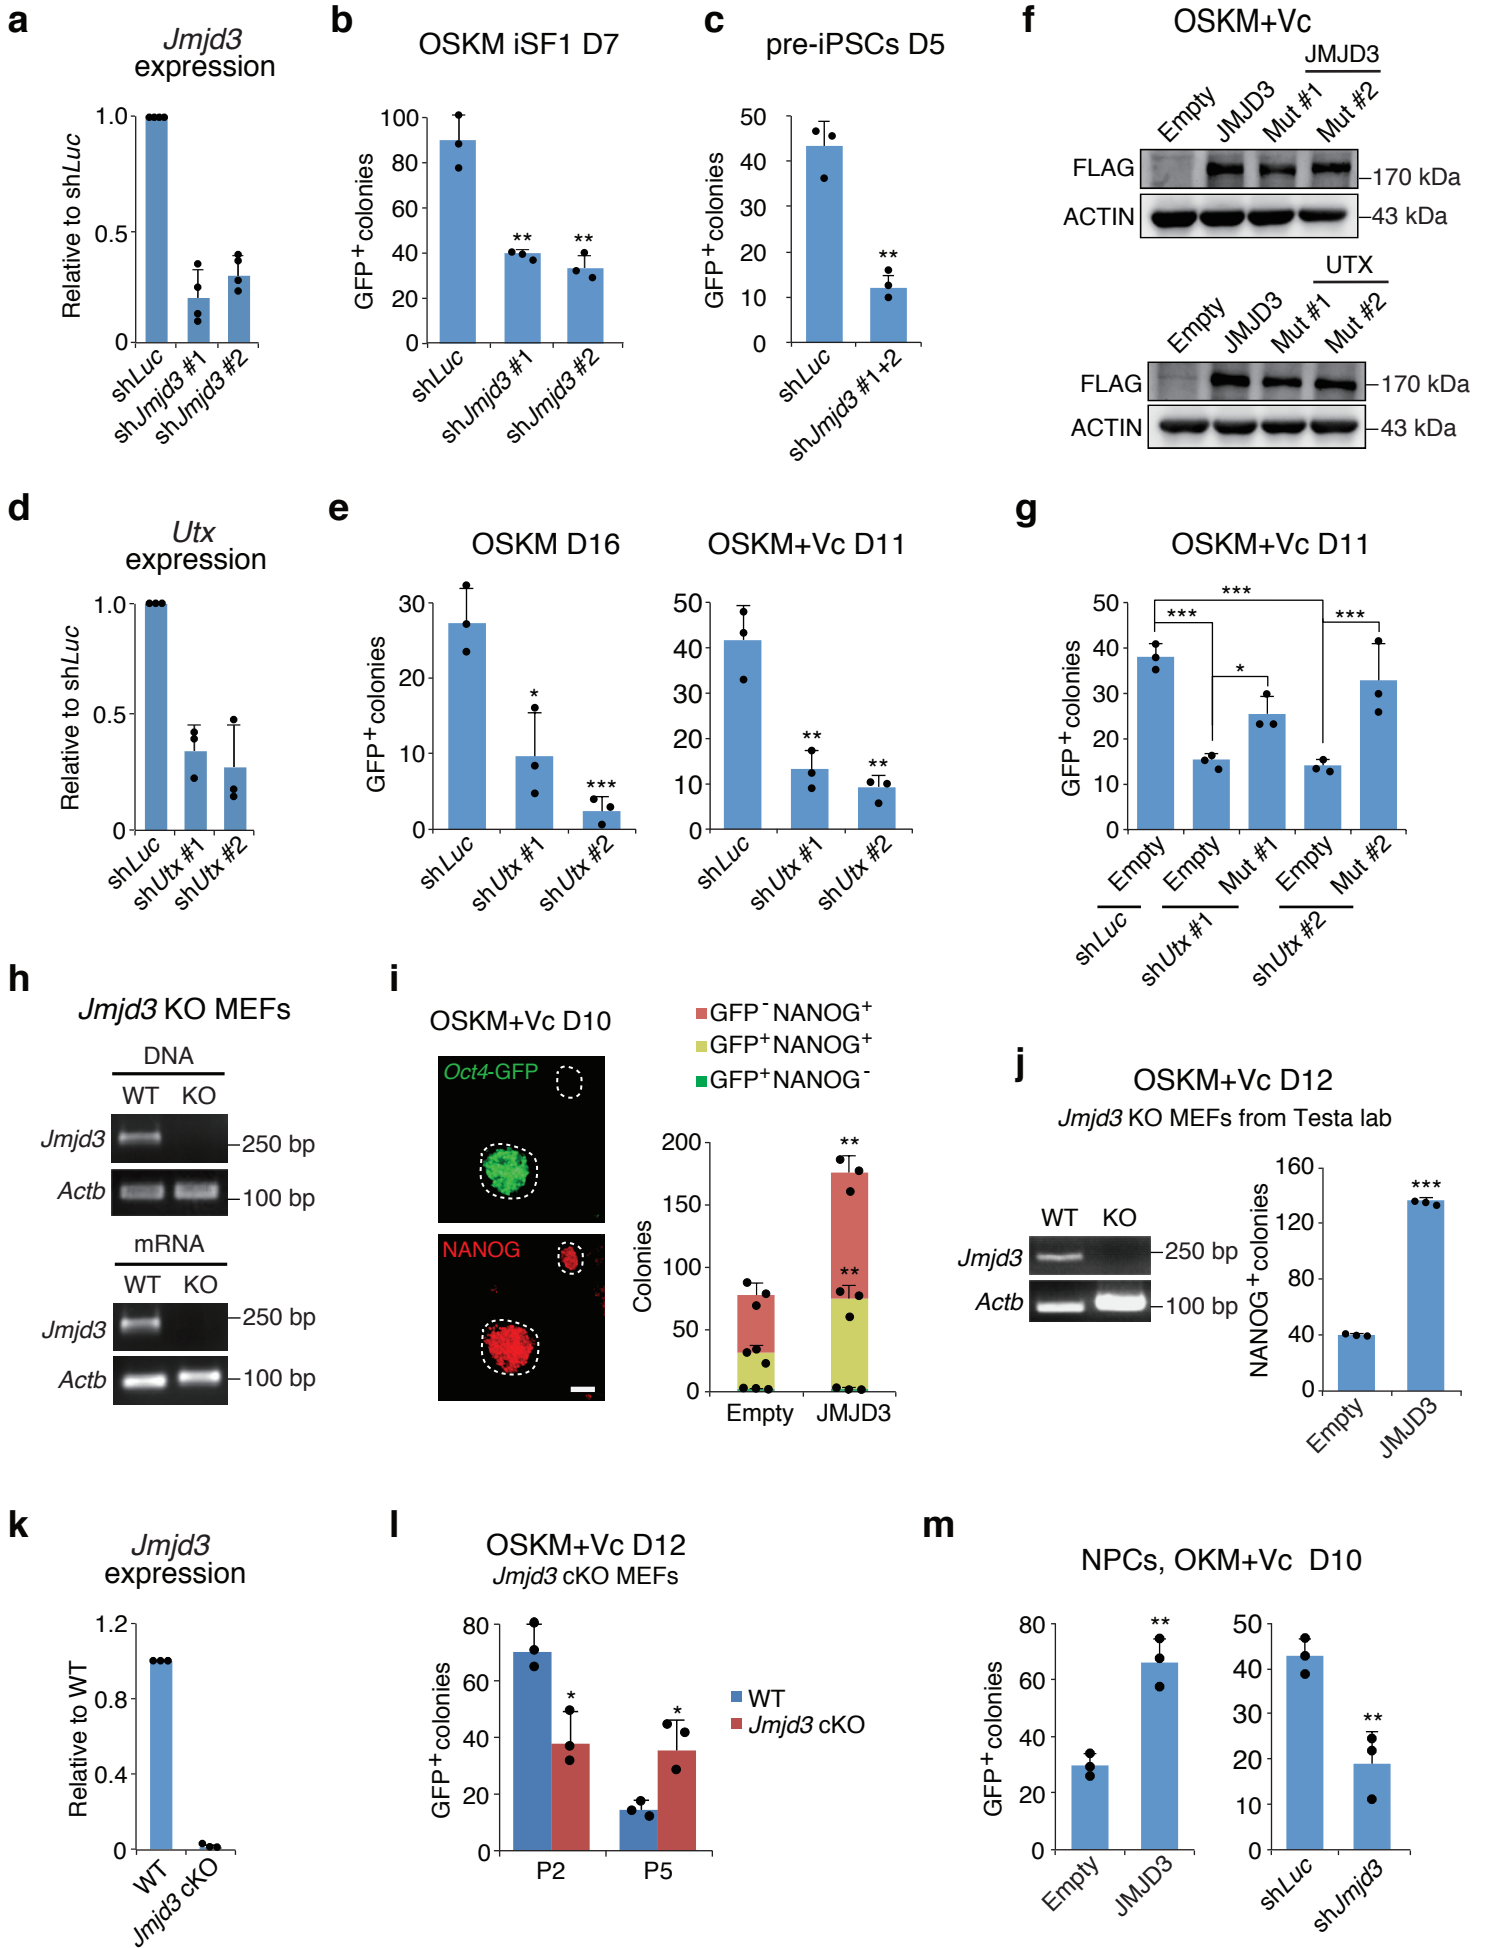 a
Jmjd3
expression
Relative to shLuc
1.0
0.5
0
shLuc
shJmjd3 #1
shJmjd3 #2
b
OSKM iSF1 D7
GFP+colonies
100
80
60
40
20
0
**
**
shLuc
shJmjd3 #1
shJmjd3 #2
c
pre-iPSCs D5
GFP+colonies
50
40
30
20
10
0
**
shLuc
shJmjd3 #1+2
f
OSKM+Vc
JMJD3
Empty
JMJD3
Mut #1
Mut #2
FLAG
170 kDa
ACTIN
43 kDa
UTX
Empty
JMJD3
Mut #1
Mut #2
FLAG
170 kDa
ACTIN
43 kDa
d
Utx
expression
Relative to shLuc
1.0
0.5
0
shLuc
shUtx #1
shUtx #2
e
OSKM D16
GFP+colonies
30
20
10
0
*
***
shLuc
shUtx #1
shUtx #2
OSKM+Vc D11
50
40
30
20
10
0
**
**
shLuc
shUtx #1
shUtx #2
g
OSKM+Vc D11
GFP+colonies
50
40
30
20
10
0
***
***
***
*
Empty
Empty
Mut #1
Empty
Mut #2
shLuc
shUtx #1
shUtx #2
h
Jmjd3 KO MEFs
DNA
WT KO
Jmjd3
250 bp
Actb
100 bp
mRNA
WT KO
Jmjd3
250 bp
Actb
100 bp
i
OSKM+Vc D10
Oct4-GFP
NANOG
GFP-NANOG+
GFP+NANOG+
GFP+NANOG-
Colonies
200
150
100
50
0
**
**
Empty
JMJD3
j
OSKM+Vc D12
Jmjd3 KO MEFs from Testa lab
WT KO
Jmjd3
250 bp
Actb
100 bp
NANOG+colonies
160
120
80
40
0
***
Empty
JMJD3
k
Jmjd3
expression
Relative to WT
1.2
0.8
0.4
0
WT
Jmjd3 cKO
l
OSKM+Vc D12
Jmjd3 cKO MEFs
GFP+colonies
80
60
40
20
0
*
*
P2
P5
WT
Jmjd3 cKO
m
NPCs, OKM+Vc D10
GFP+colonies
80
60
40
20
0
**
Empty
JMJD3
50
40
30
20
10
0
**
shLuc
shJmjd3